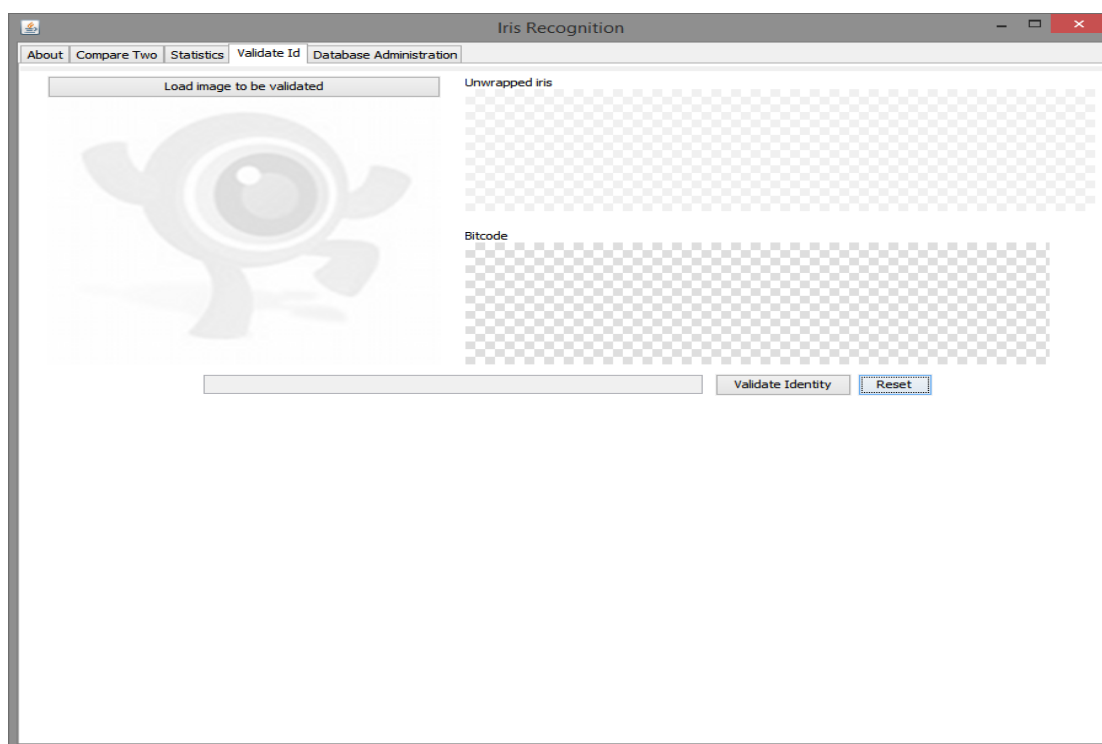 Iris Recognition
About Compare Two Statistics Validate Id Database Administration
Load image to be validated
Unwrapped iris
Bitcode
Validate Identity Reset